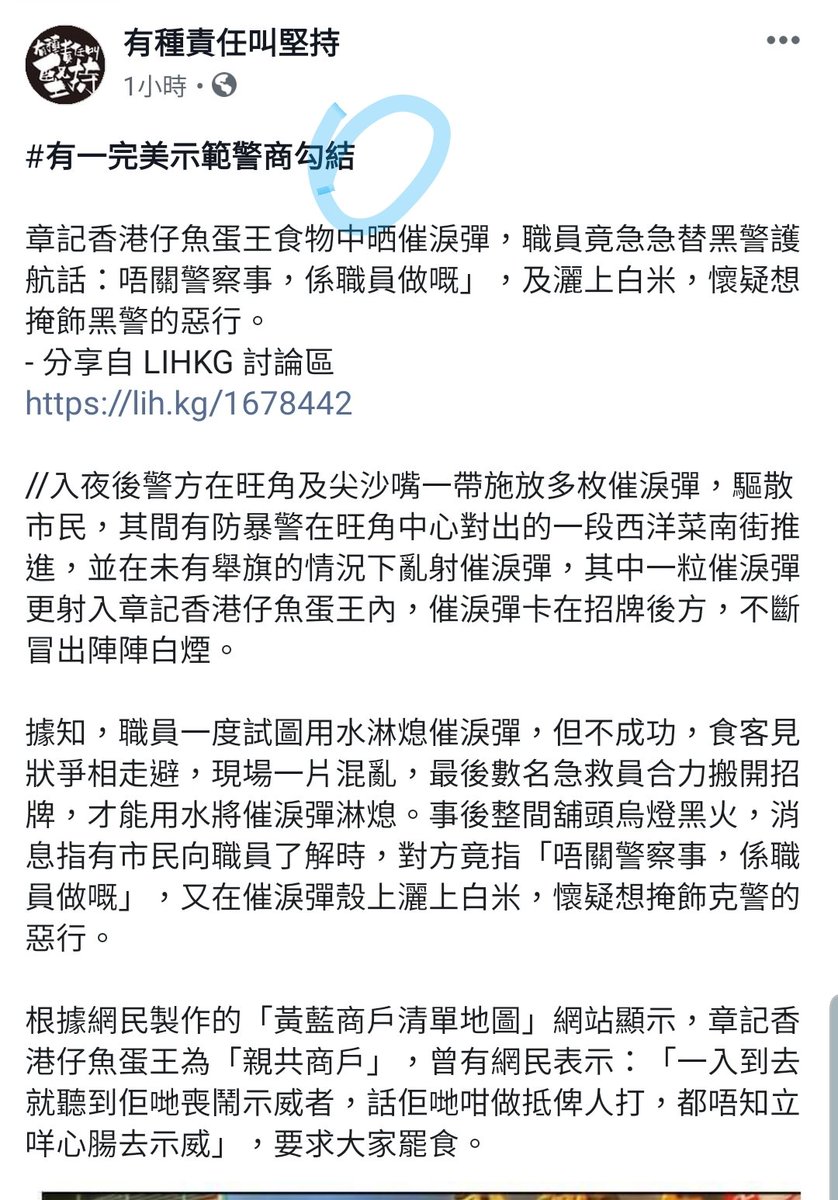 有種責任叫堅持
1小時 ·
#有一完美示範警商勾結
章記香港仔魚蛋王食物中晒催淚彈，職員竟急急替黑警護
航話：唔關警察事，係職員做嘅」，及灑上白米，懷疑想
掩飾黑警的惡行。
- 分享自 LIHKG 討論區
https://lih.kg/1678442
//入夜後警方在旺角及尖沙嘴一帶施放多枚催淚彈，驅散
市民，其間有防暴警在旺角中心對出的一段西洋菜南街推
進，並在未有舉旗的情況下亂射催淚彈，其中一粒催淚彈
更射入章記香港仔魚蛋王內，催淚彈卡在招牌後方，不斷
冒出陣陣白煙。
據知，職員一度試圖用水淋熄催淚彈，但不成功，食客見
狀爭相走避，現場一片混亂，最後數名急救員合力搬開招
牌，才能用水將催淚彈淋熄。事後整間舖頭烏燈黑火，消
息指有市民向職員了解時，對方竟指「唔關警察事，係職
員做嘅」，又在催淚彈殼上灑上白米，懷疑想掩飾克警的
惡行。
根據網民製作的「黃藍商戶清單地圖」網站顯示，章記香
港仔魚蛋王為「親共商戶」，曾有網民表示：「一入到去
就聽到佢哋喪鬧示威者，話佢哋咁做抵俾人打，都唔知立
咩心腸去示威」，要求大家罷食。